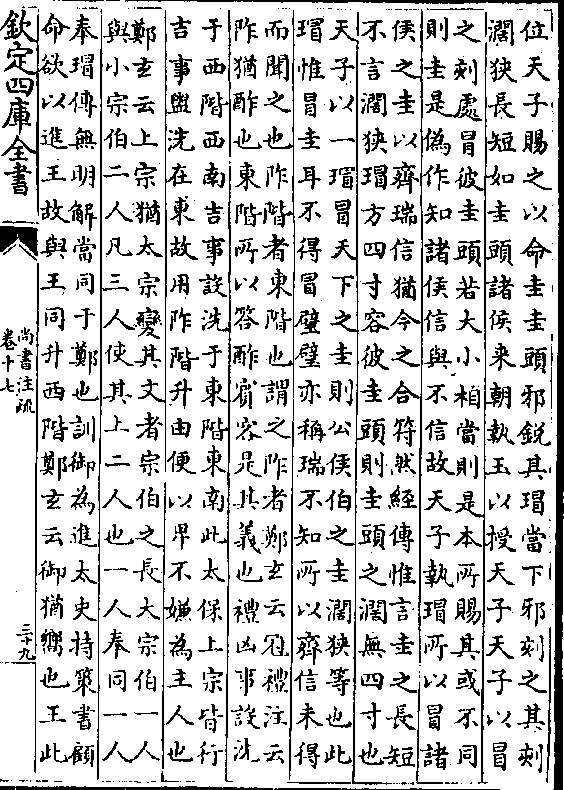 位天子賜之以命圭圭頭邪銳其瑁當下邪刻之其刻
濶狹長短如圭頭諸侯來朝執玉以授天子天子以冒
之刻處冒彼圭頭若大小相當則是本所賜其或不同
則圭是偽作知諸侯信與不信故天子執瑁所以冒諸
侯之圭以齊瑞信猶今之合符然經傳惟言圭之長短
不言濶狹瑁方四寸容彼圭頭則圭頭之濶無四寸也
天子以一瑁冒天下之圭則公侯伯之圭濶狹等也此
瑁惟冒圭耳不得冒璧璧亦稱瑞不知所以齊信未得
而聞之也阼階者東階也謂之阼者鄭玄云冠禮注云
阼猶酢也東階所以答酢賓客是其義也禮凶事設洗
于西階西南吉事設洗于東階東南此太保上宗皆行
吉事盥洗在東故用阼階升由便以卑不嫌為主人也
鄭玄云上宗猶太宗變其文者宗伯之長大宗伯一人
與小宗伯二人凡三人使其上二人也一人奉同一人
奉瑁傳無明解當同于鄭也訓御為進太史持策書顧
命欲以進王故與王同升西階鄭玄云御猶嚮也王此
欽定四庫全書
尚書注疏
卷十七
三十九